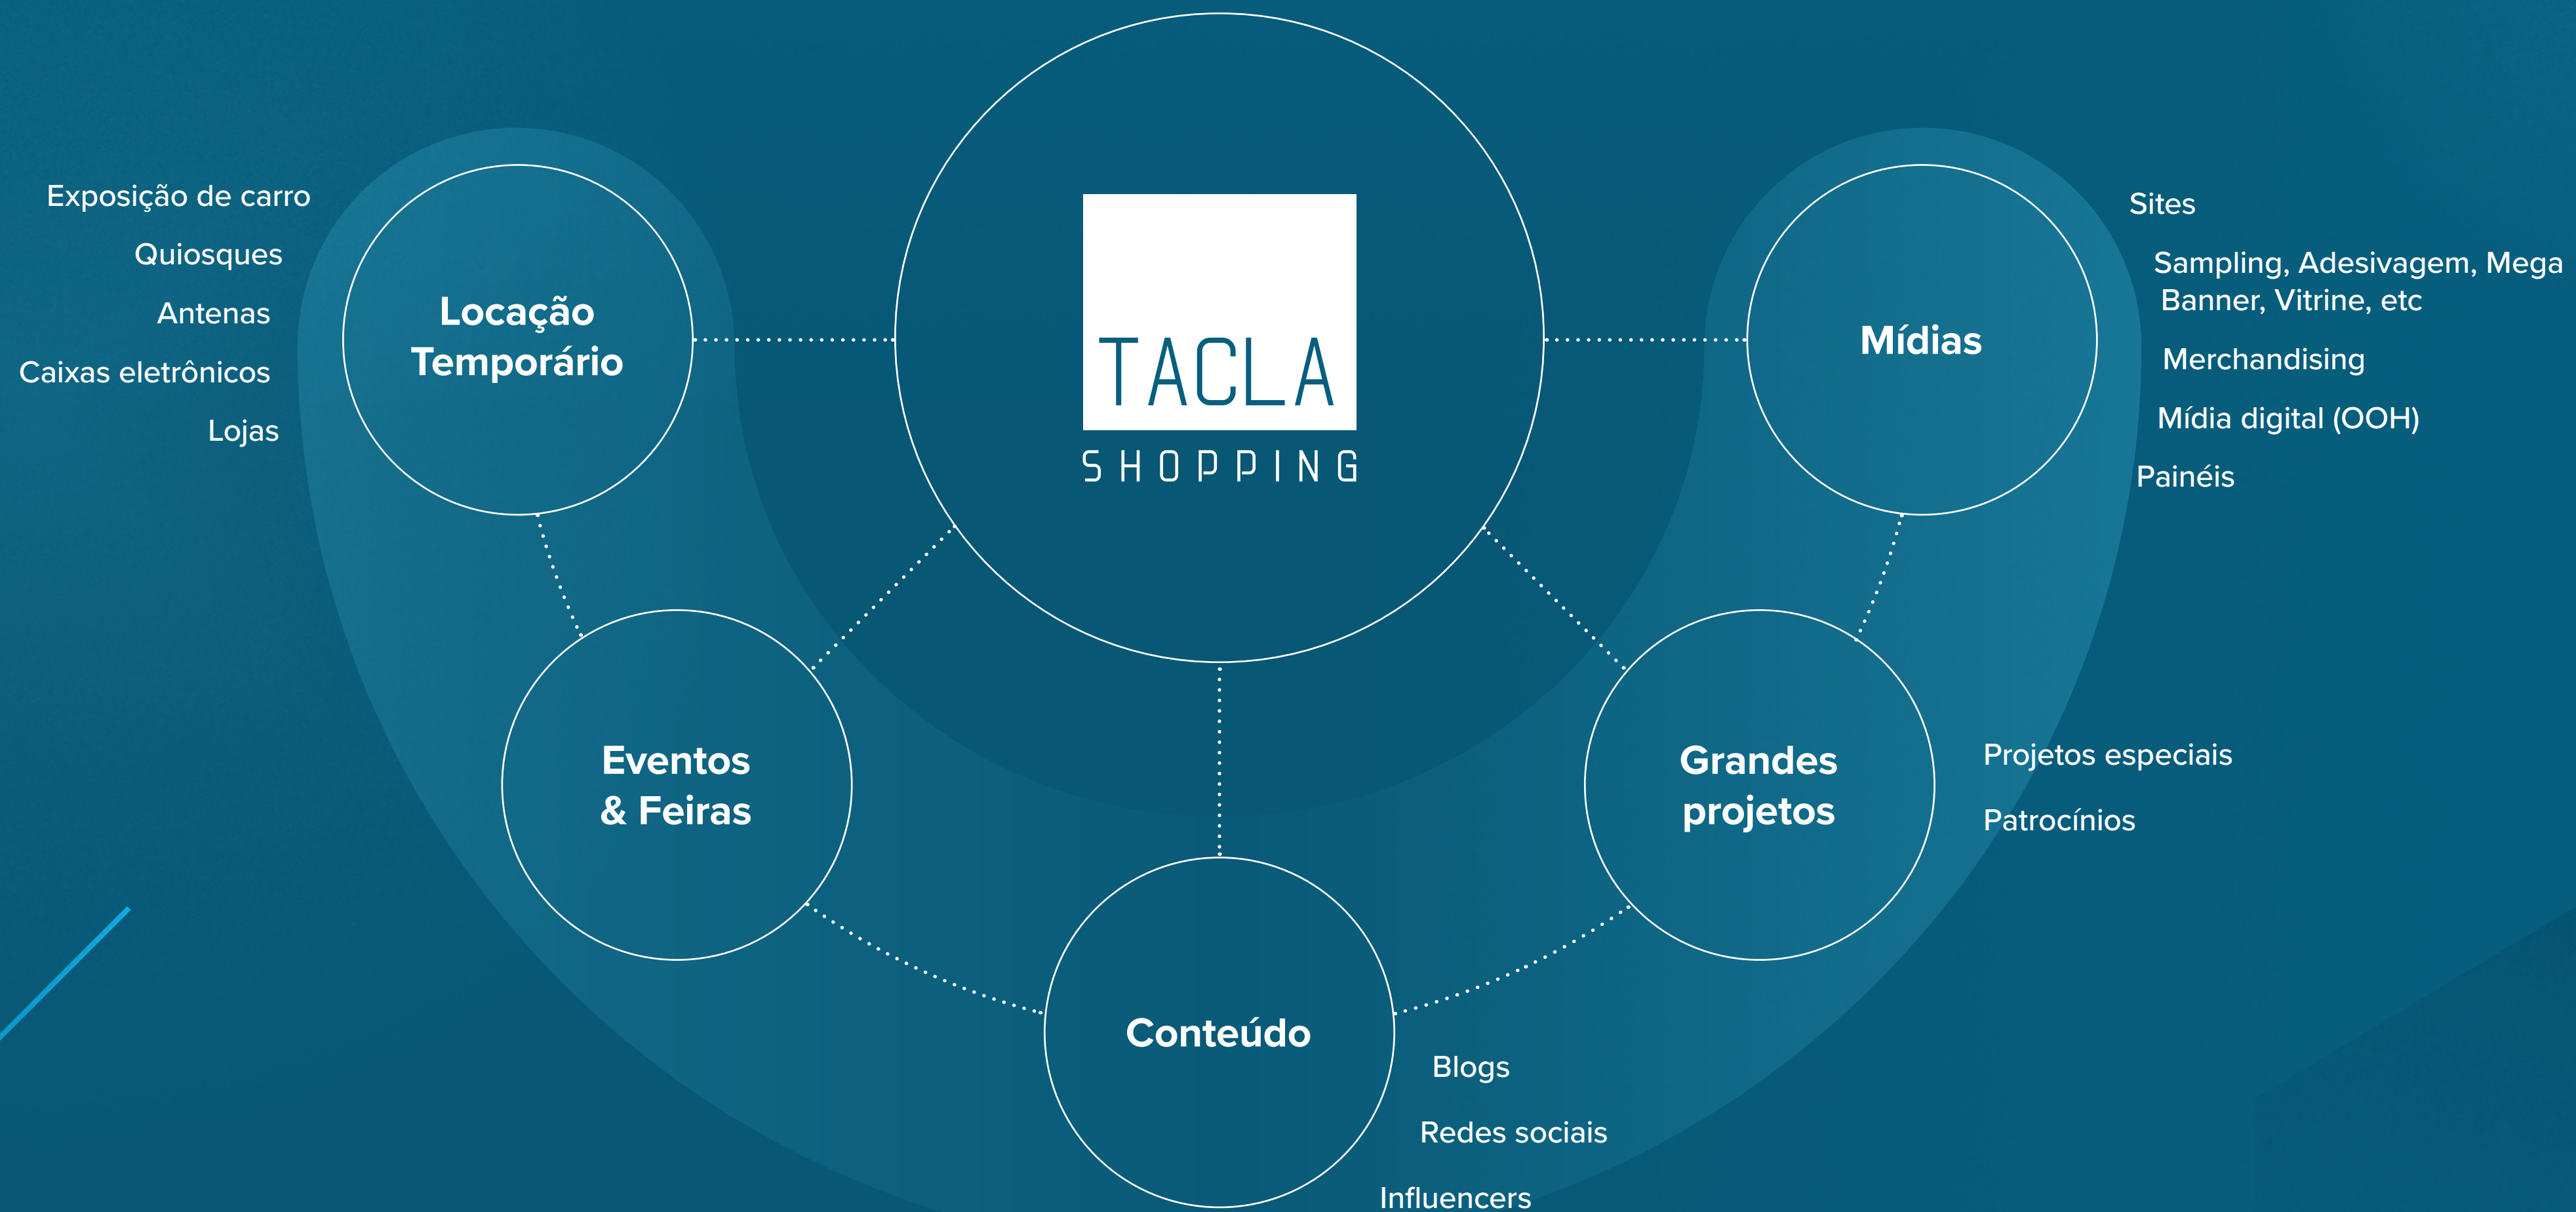 TACLA
SHOPPING
Locação
Temporário
Exposição de carro
Quiosques
Antenas
Caixas eletrônicos
Lojas
Eventos
& Feiras
Conteúdo
Blogs
Redes sociais
Influencers
Grandes
projetos
Projetos especiais
Patrocínios
Mídias
Sites
Sampling, Adesivagem, Mega
Banner, Vitrine, etc
Merchandising
Mídia digital (OOH)
Painéis